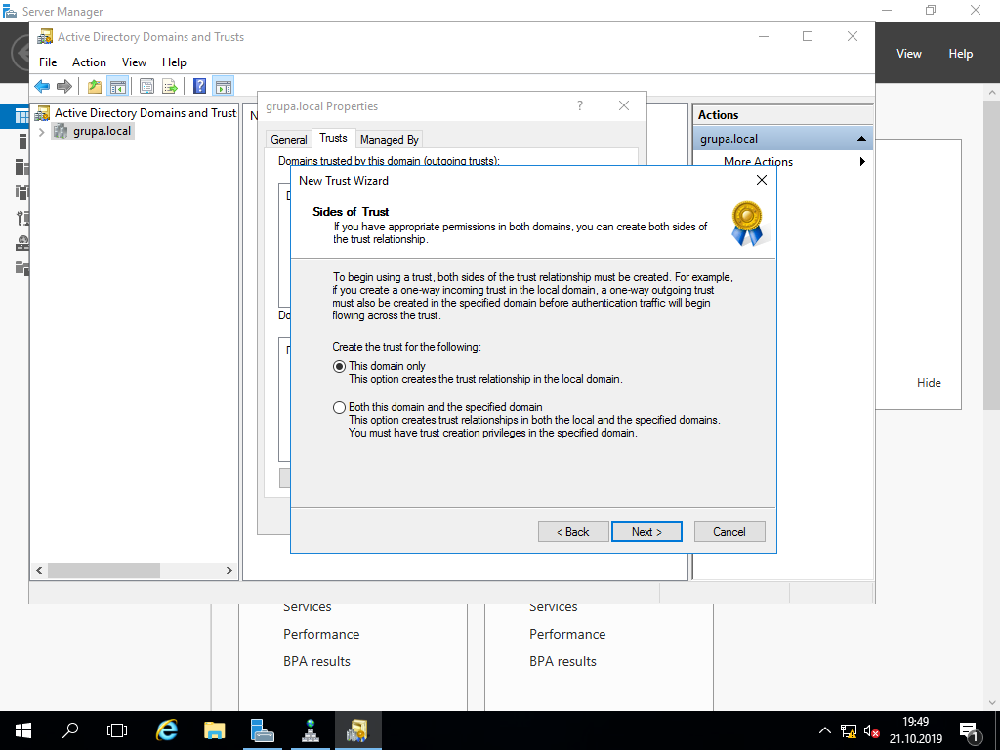 Server Manager
Active Directory Domains and Trusts
File Action View Help
View Help
Active Directory Domains and Trust
grupa.local
N
grupa.local Properties
?
General Trusts Managed By
Domains trusted by this domain (outgoing trusts):
D
Do
D
Actions
grupa.local
More Actions
New Trust Wizard
Sides of Trust
If you have appropriate permissions in both domains, you can create both sides of
the trust relationship.
To begin using a trust, both sides of the trust relationship must be created. For example,
if you create a one-way incoming trust in the local domain, a one-way outgoing trust
must also be created in the specified domain before authentication traffic will begin
flowing across the trust.
Create the trust for the following:
This domain only
This option creates the trust relationship in the local domain.
Both this domain and the specified domain
This option creates trust relationships in both the local and the specified domains.
You must have trust creation privileges in the specified domain.
< Back Next > Cancel
Hide
Services
Performance
BPA results
Services
Performance
BPA results
19:49
21.10.2019
1